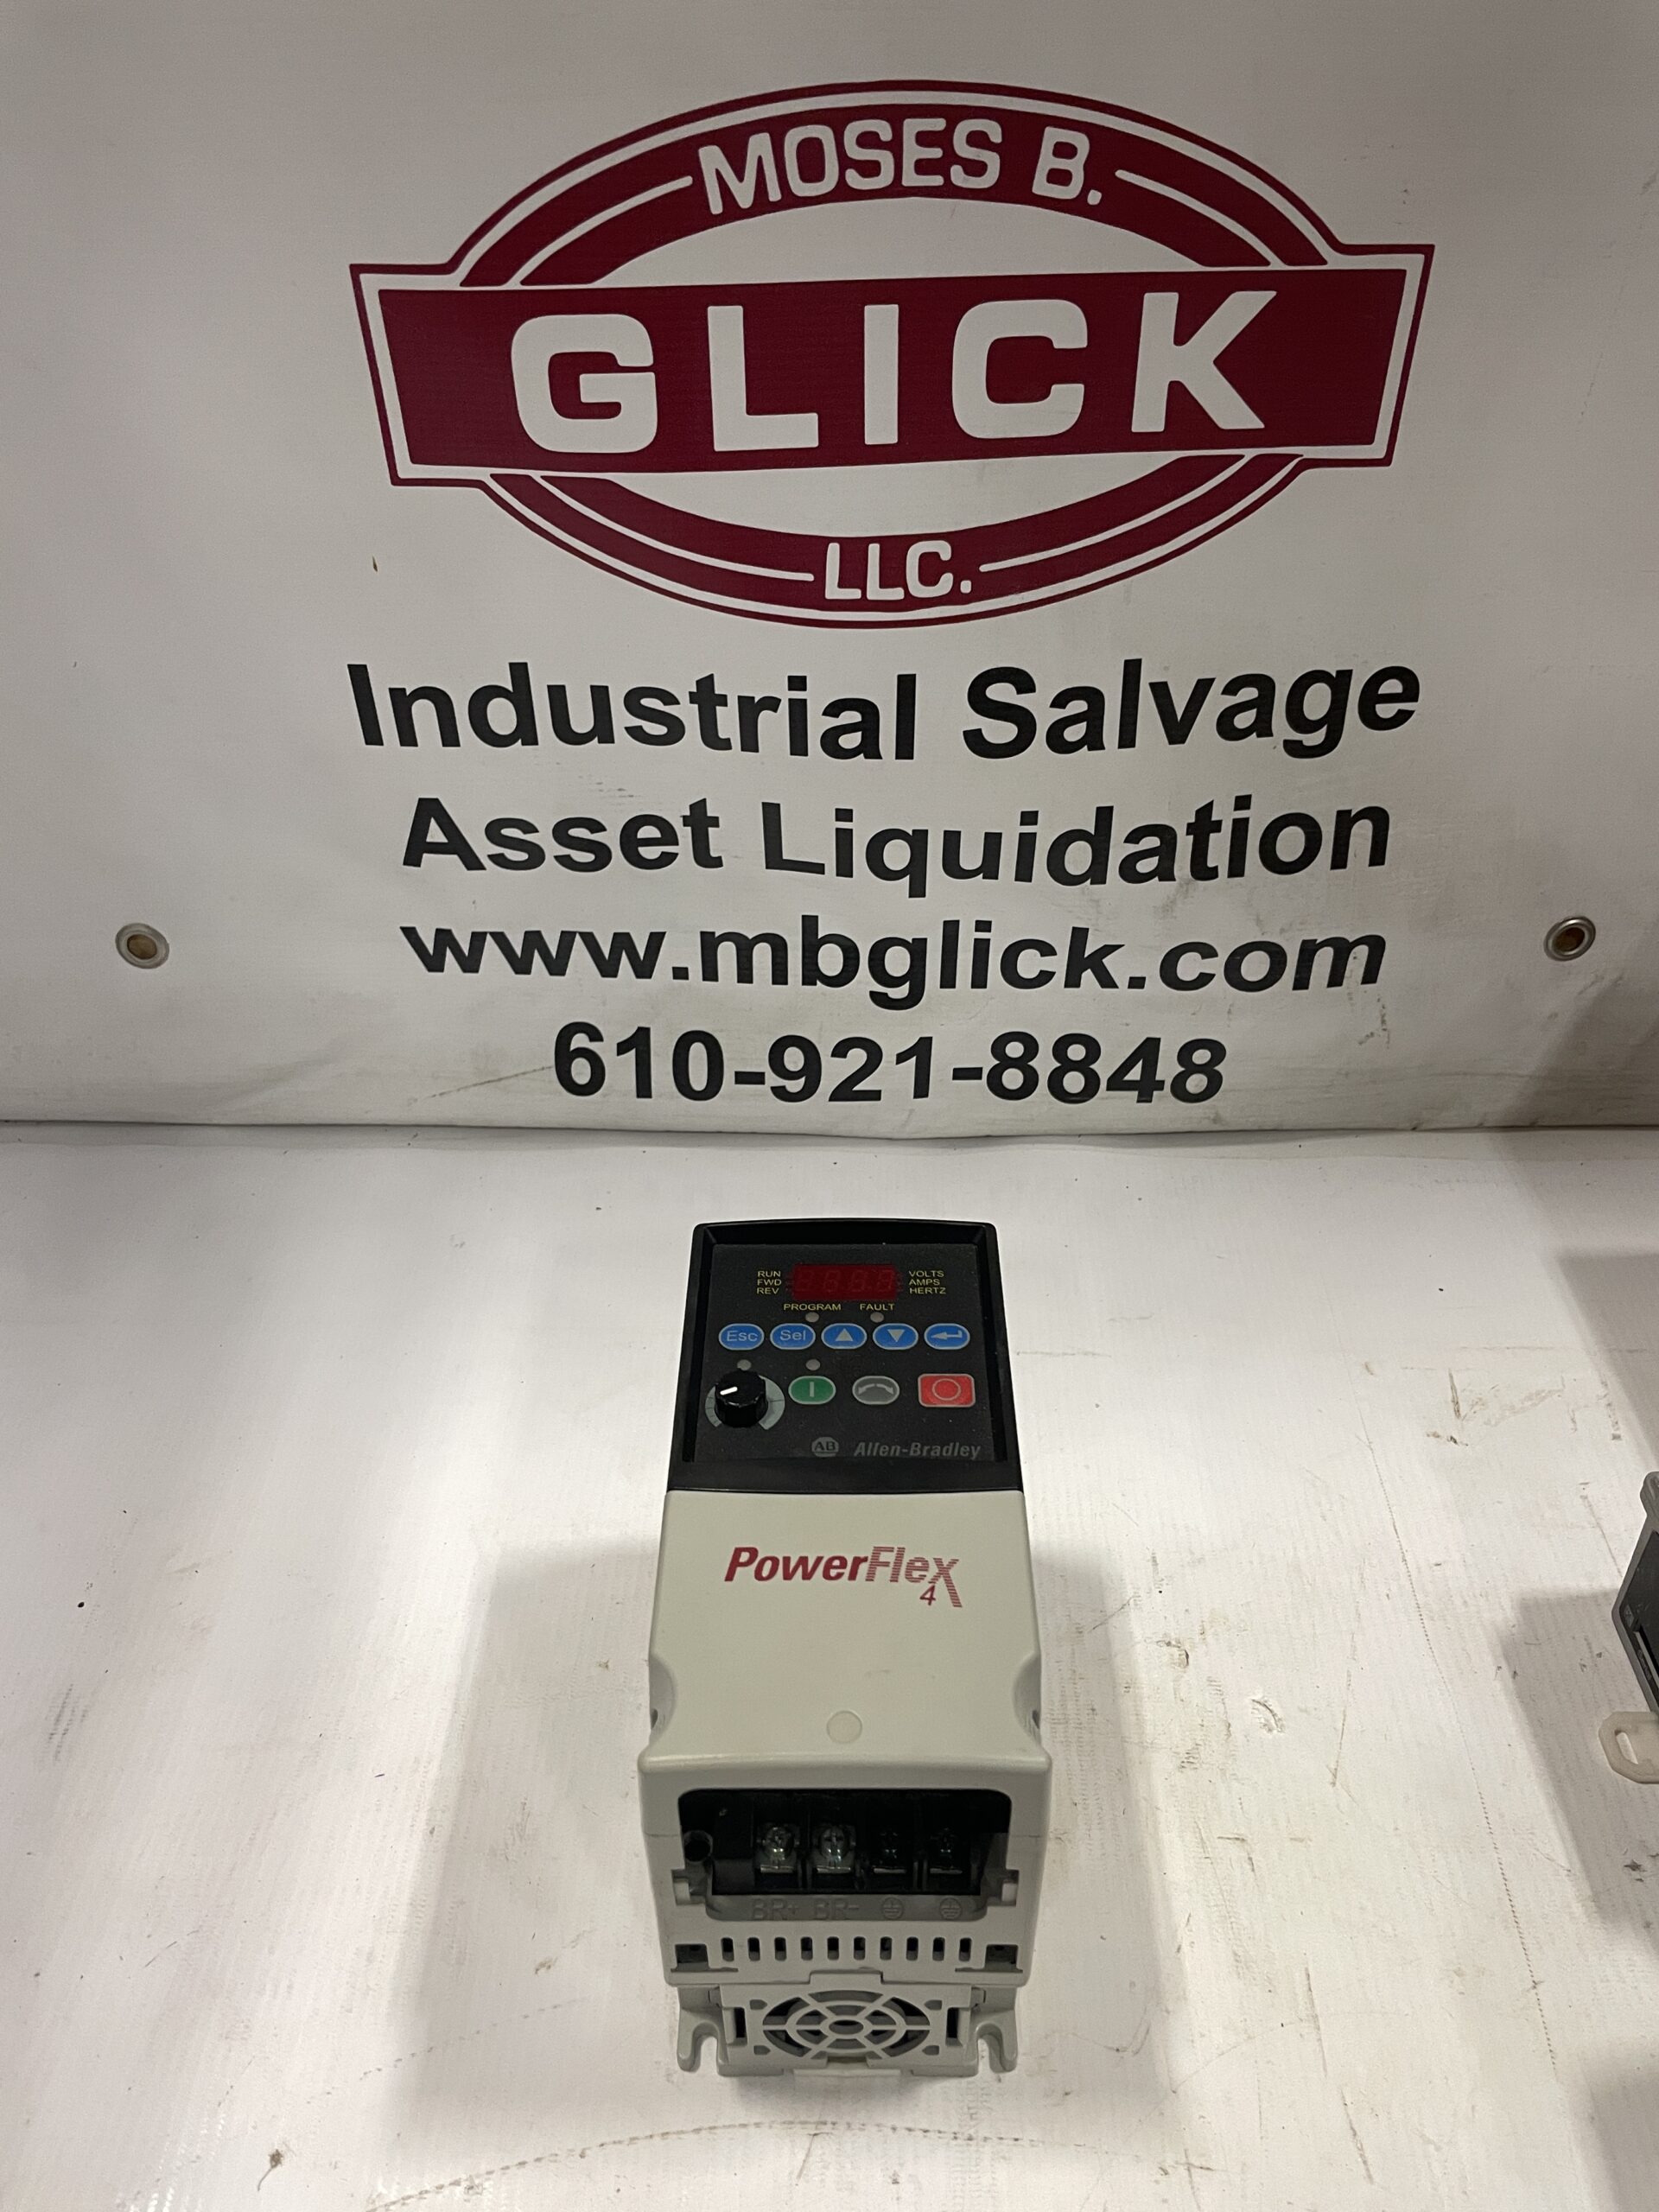 MOSES B.
GLICK
LLC.
Industrial Salvage
Asset Liquidation
www.mbglick.com
610-921-8848
RUN
FWD
REV
VOLTS
AMPS
HERTZ
PROGRAM FAULT
Esc Sel
AB Allen-Bradley
PowerFlex
4
BR+ BR-